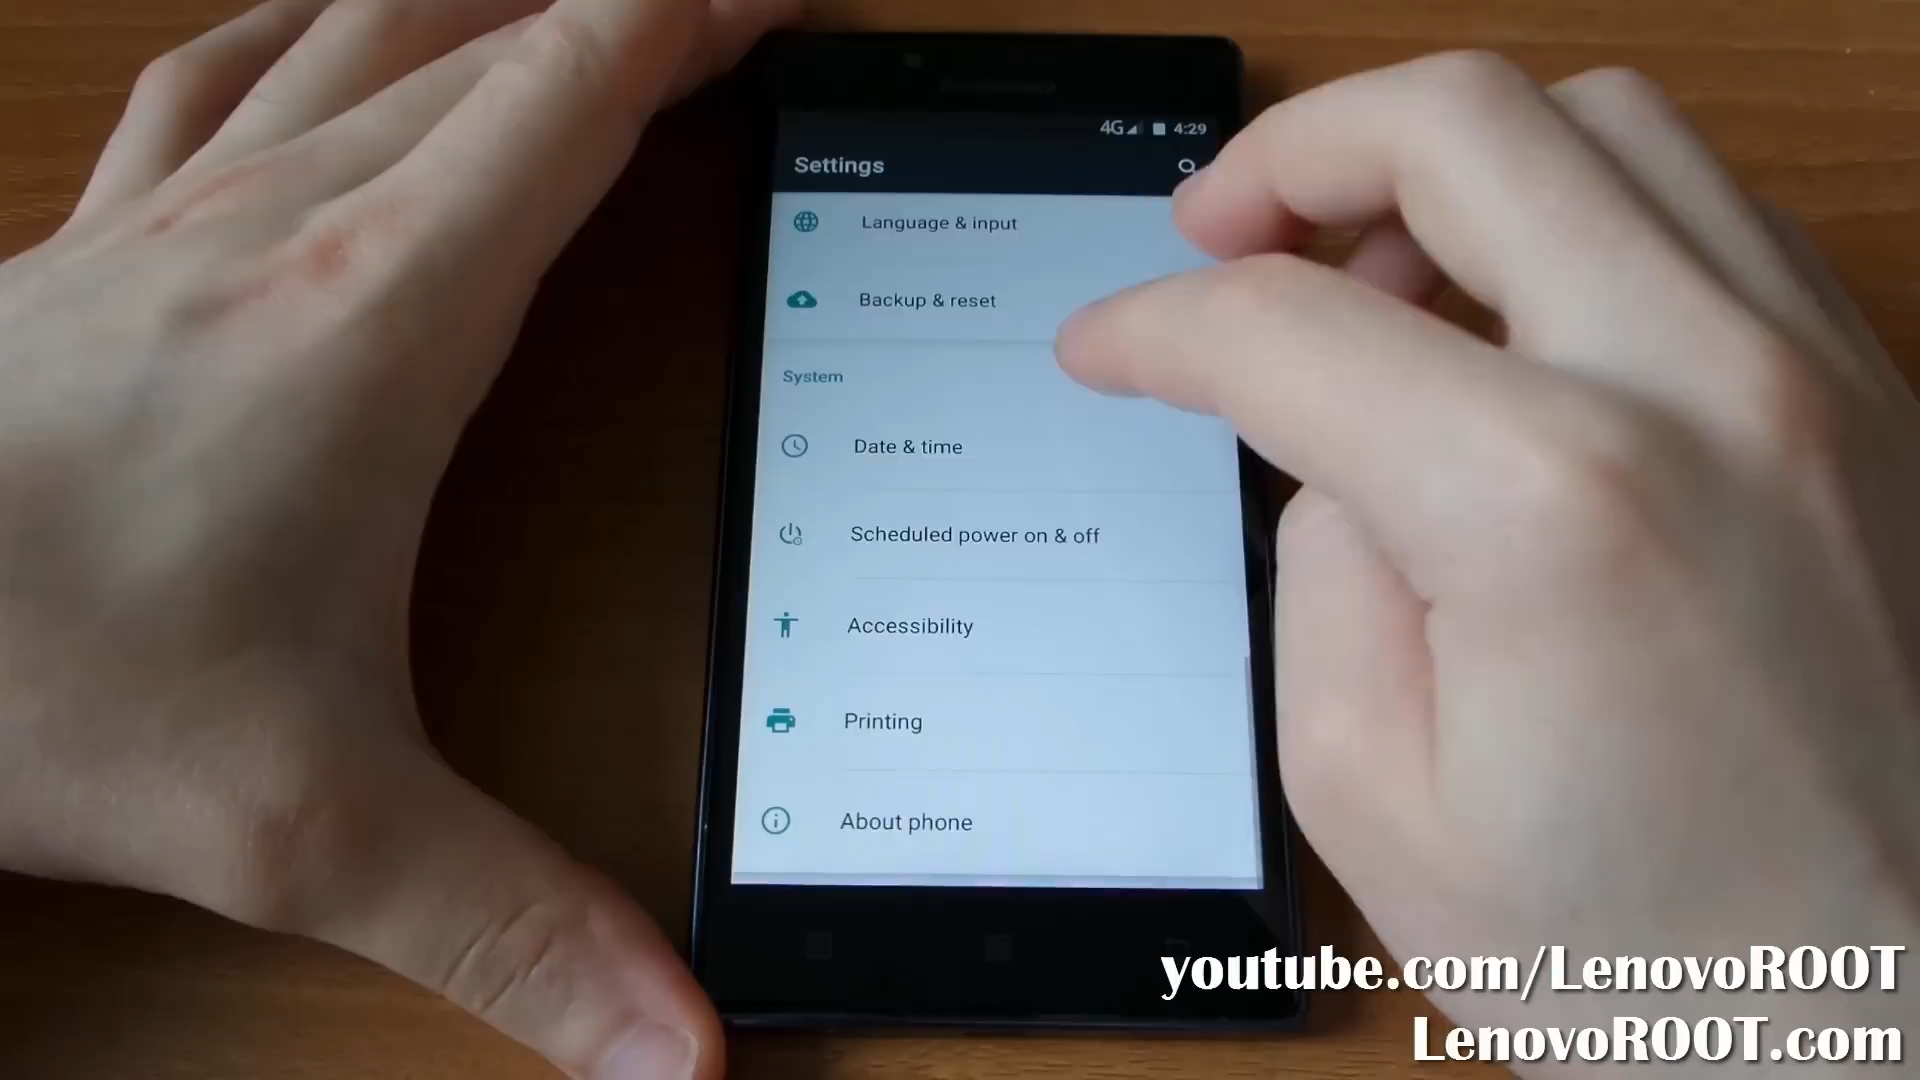 4G 4:29
Settings
Language & input
Backup & reset
System
Date & time
Scheduled power on & off
Accessibility
Printing
About phone
youtube.com/LenovoROOT
LenovoROOT.com